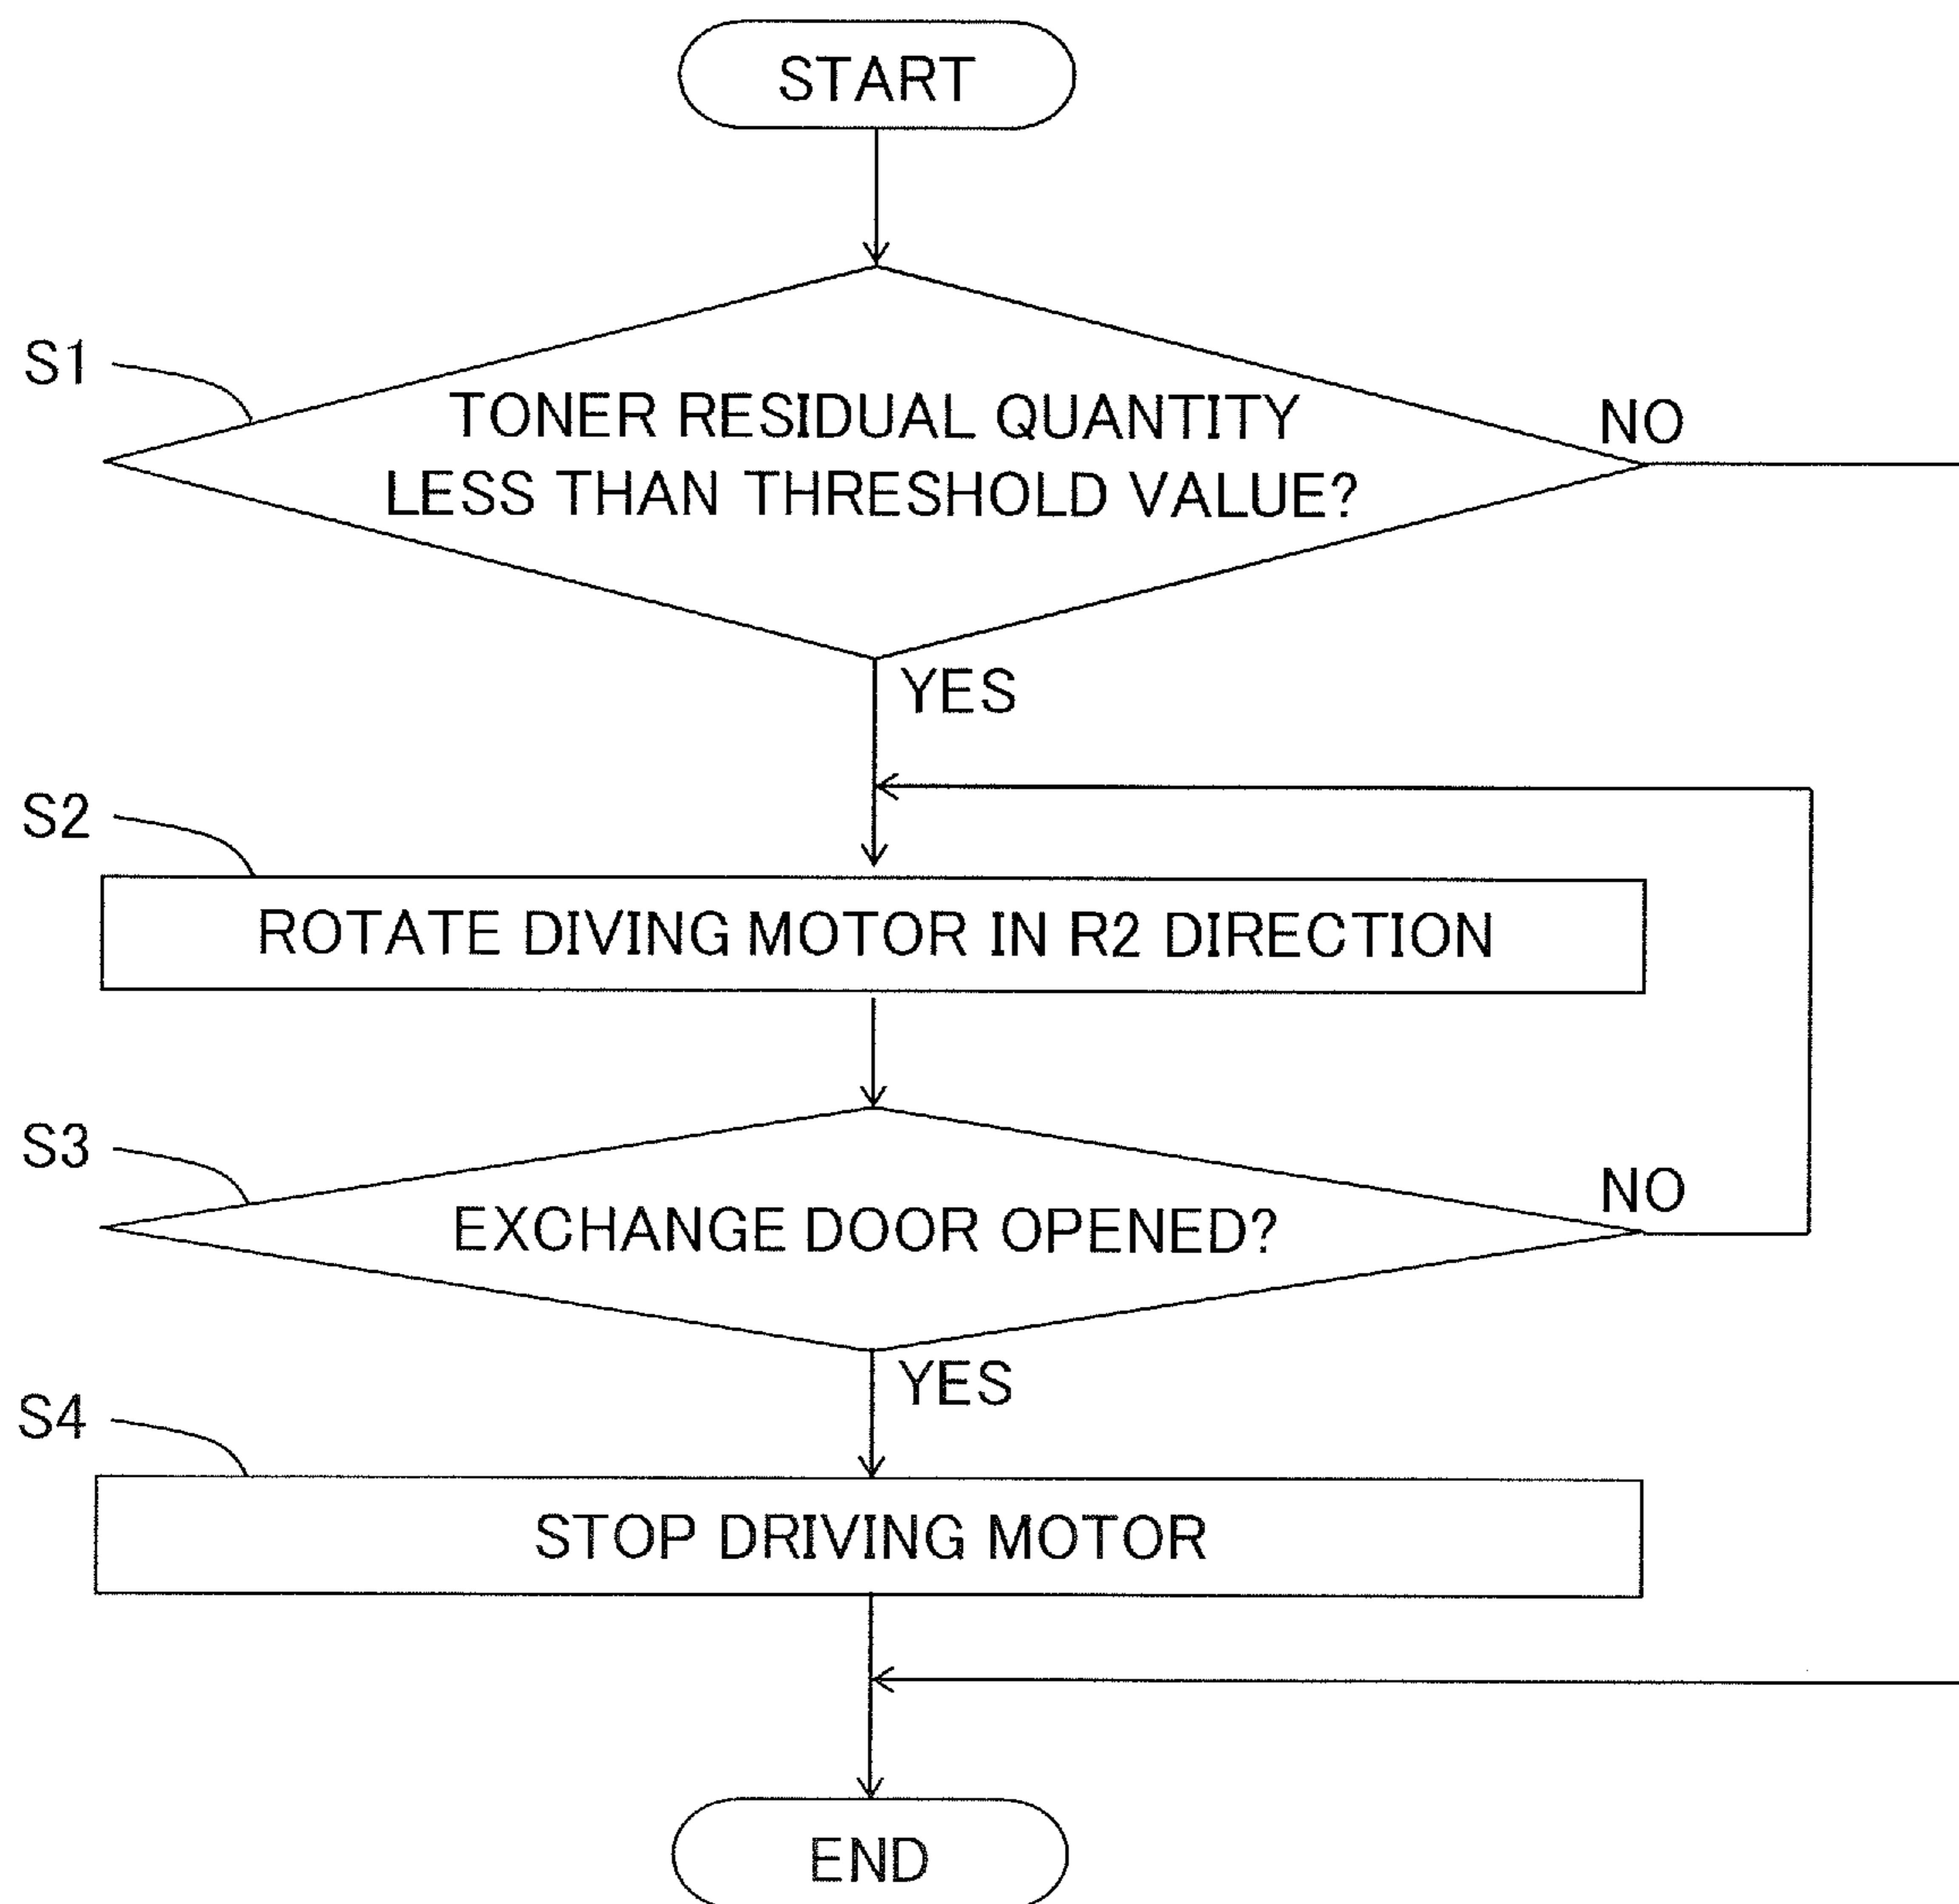 START
S1
TONER RESIDUAL QUANTITY
LESS THAN THRESHOLD VALUE?
NO
YES
S2
ROTATE DIVING MOTOR IN R2 DIRECTION
S3
EXCHANGE DOOR OPENED?
NO
YES
S4
STOP DRIVING MOTOR
END